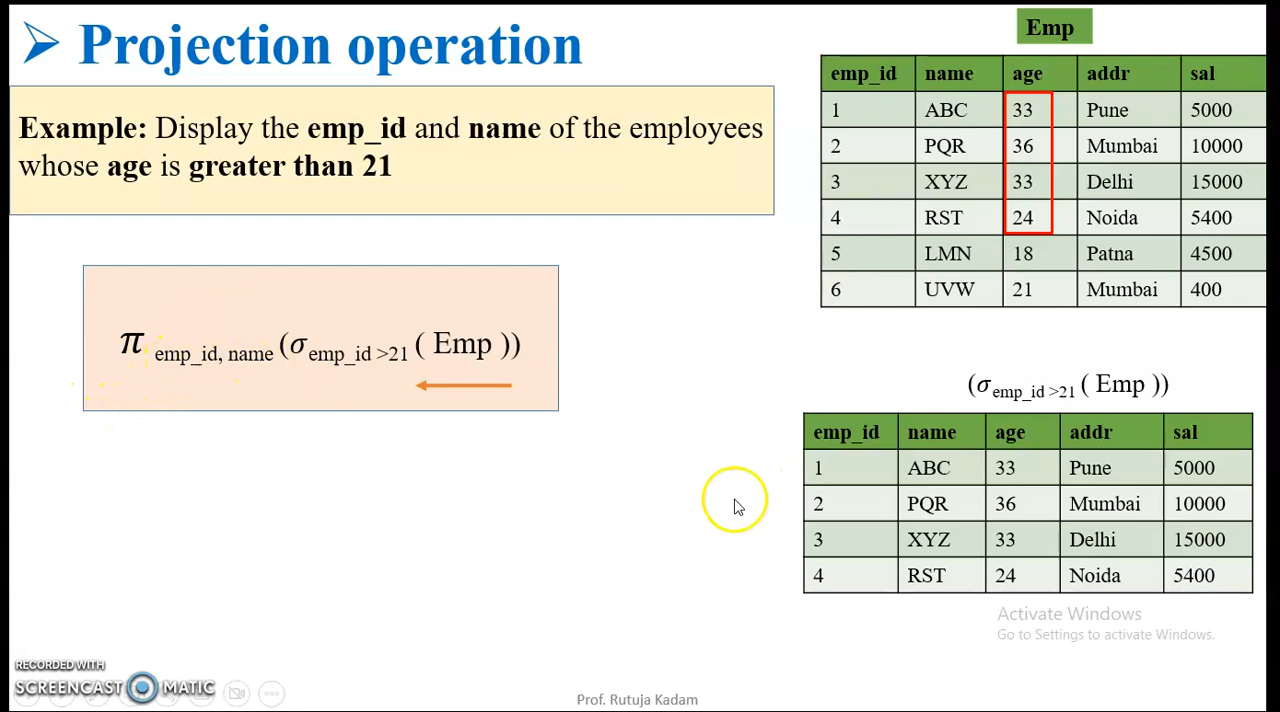 ➢ Projection operation
Example: Display the emp_id and name of the employees
whose age is greater than 21
π emp_id, name (σ emp_id >21 ( Emp ))
Emp
emp_id name age addr sal
1 ABC 33 Pune 5000
2 PQR 36 Mumbai 10000
3 XYZ 33 Delhi 15000
4 RST 24 Noida 5400
5 LMN 18 Patna 4500
6 UVW 21 Mumbai 400
(σ emp_id >21 ( Emp ))
emp_id name age addr sal
1 ABC 33 Pune 5000
2 PQR 36 Mumbai 10000
3 XYZ 33 Delhi 15000
4 RST 24 Noida 5400
Activate Windows
Go to Settings to activate Windows.
RECORDED WITH
SCREENCAST MATIC
Prof. Rutuja Kadam